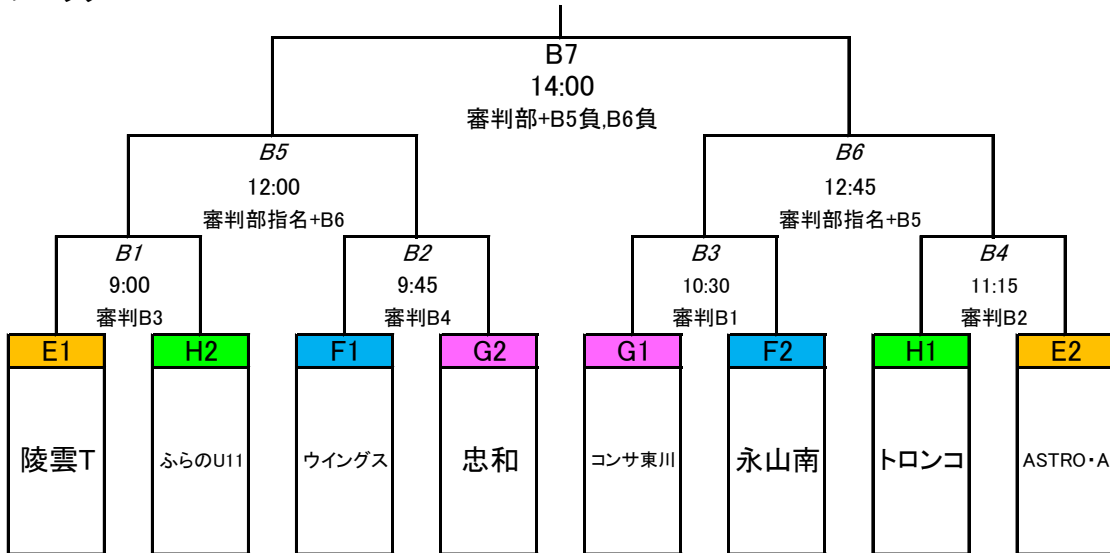 B7
14:00
審判部+B5負,B6負
B5
B6
12:00
12:45
審判部指名+B6
審判部指名+B5
B1
B2
B3
B4
9:00
9:45
10:30
11:15
審判B3
審判B4
審判B1
審判B2
E1
H2
F1
G2
G1
F2
H1
E2
陵雲T
ふらのU11
ウイングス
忠和
コンサ東川
永山南
トロンコ
ASTRO・A